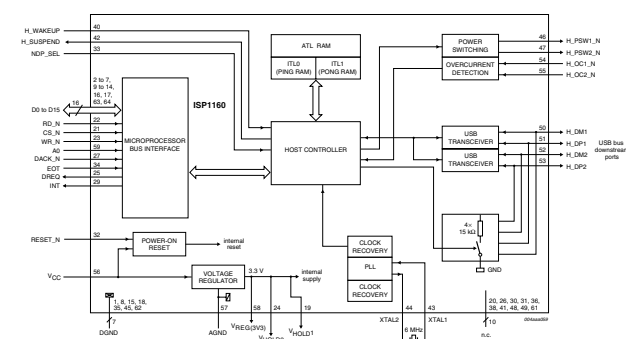 H_WAKEUP 40
H_SUSPEND 42
NDP_SEL 33
ATL RAM
ITL0 (PING RAM)
ITL1 (PONG RAM)
POWER SWITCHING
OVERCURRENT DETECTION
46 H_PSW1_N
47 H_PSW2_N
54 H_OC1_N
55 H_OC2_N
2 to 7,
9 to 14,
16, 17,
63, 64
ISP1160
D0 to D15 16
RD_N 22
CS_N 21
WR_N 23
A0 59
DACK_N 27
EOT 34
DREQ 25
INT 29
MICROPROCESSOR
BUS INTERFACE
HOST CONTROLLER
USB TRANSCEIVER
USB TRANSCEIVER
50 H_DM1
51 H_DP1
52 H_DM2
53 H_DP2
USB bus
downstream
ports
4×
15 kΩ
GND
RESET_N 32
POWER-ON
RESET
internal
reset
CLOCK
RECOVERY
PLL
CLOCK
RECOVERY
VCC 56
VOLTAGE
REGULATOR
3.3 V
internal
supply
1, 8, 15, 18,
35, 45, 62
7
DGND
57
AGND
58
VREG(3V3)
24
19
VHOLD1
44 43
XTAL2 XTAL1
6 MHz
20, 26, 30, 31, 36,
38, 41, 48, 49, 61
10
n.c.